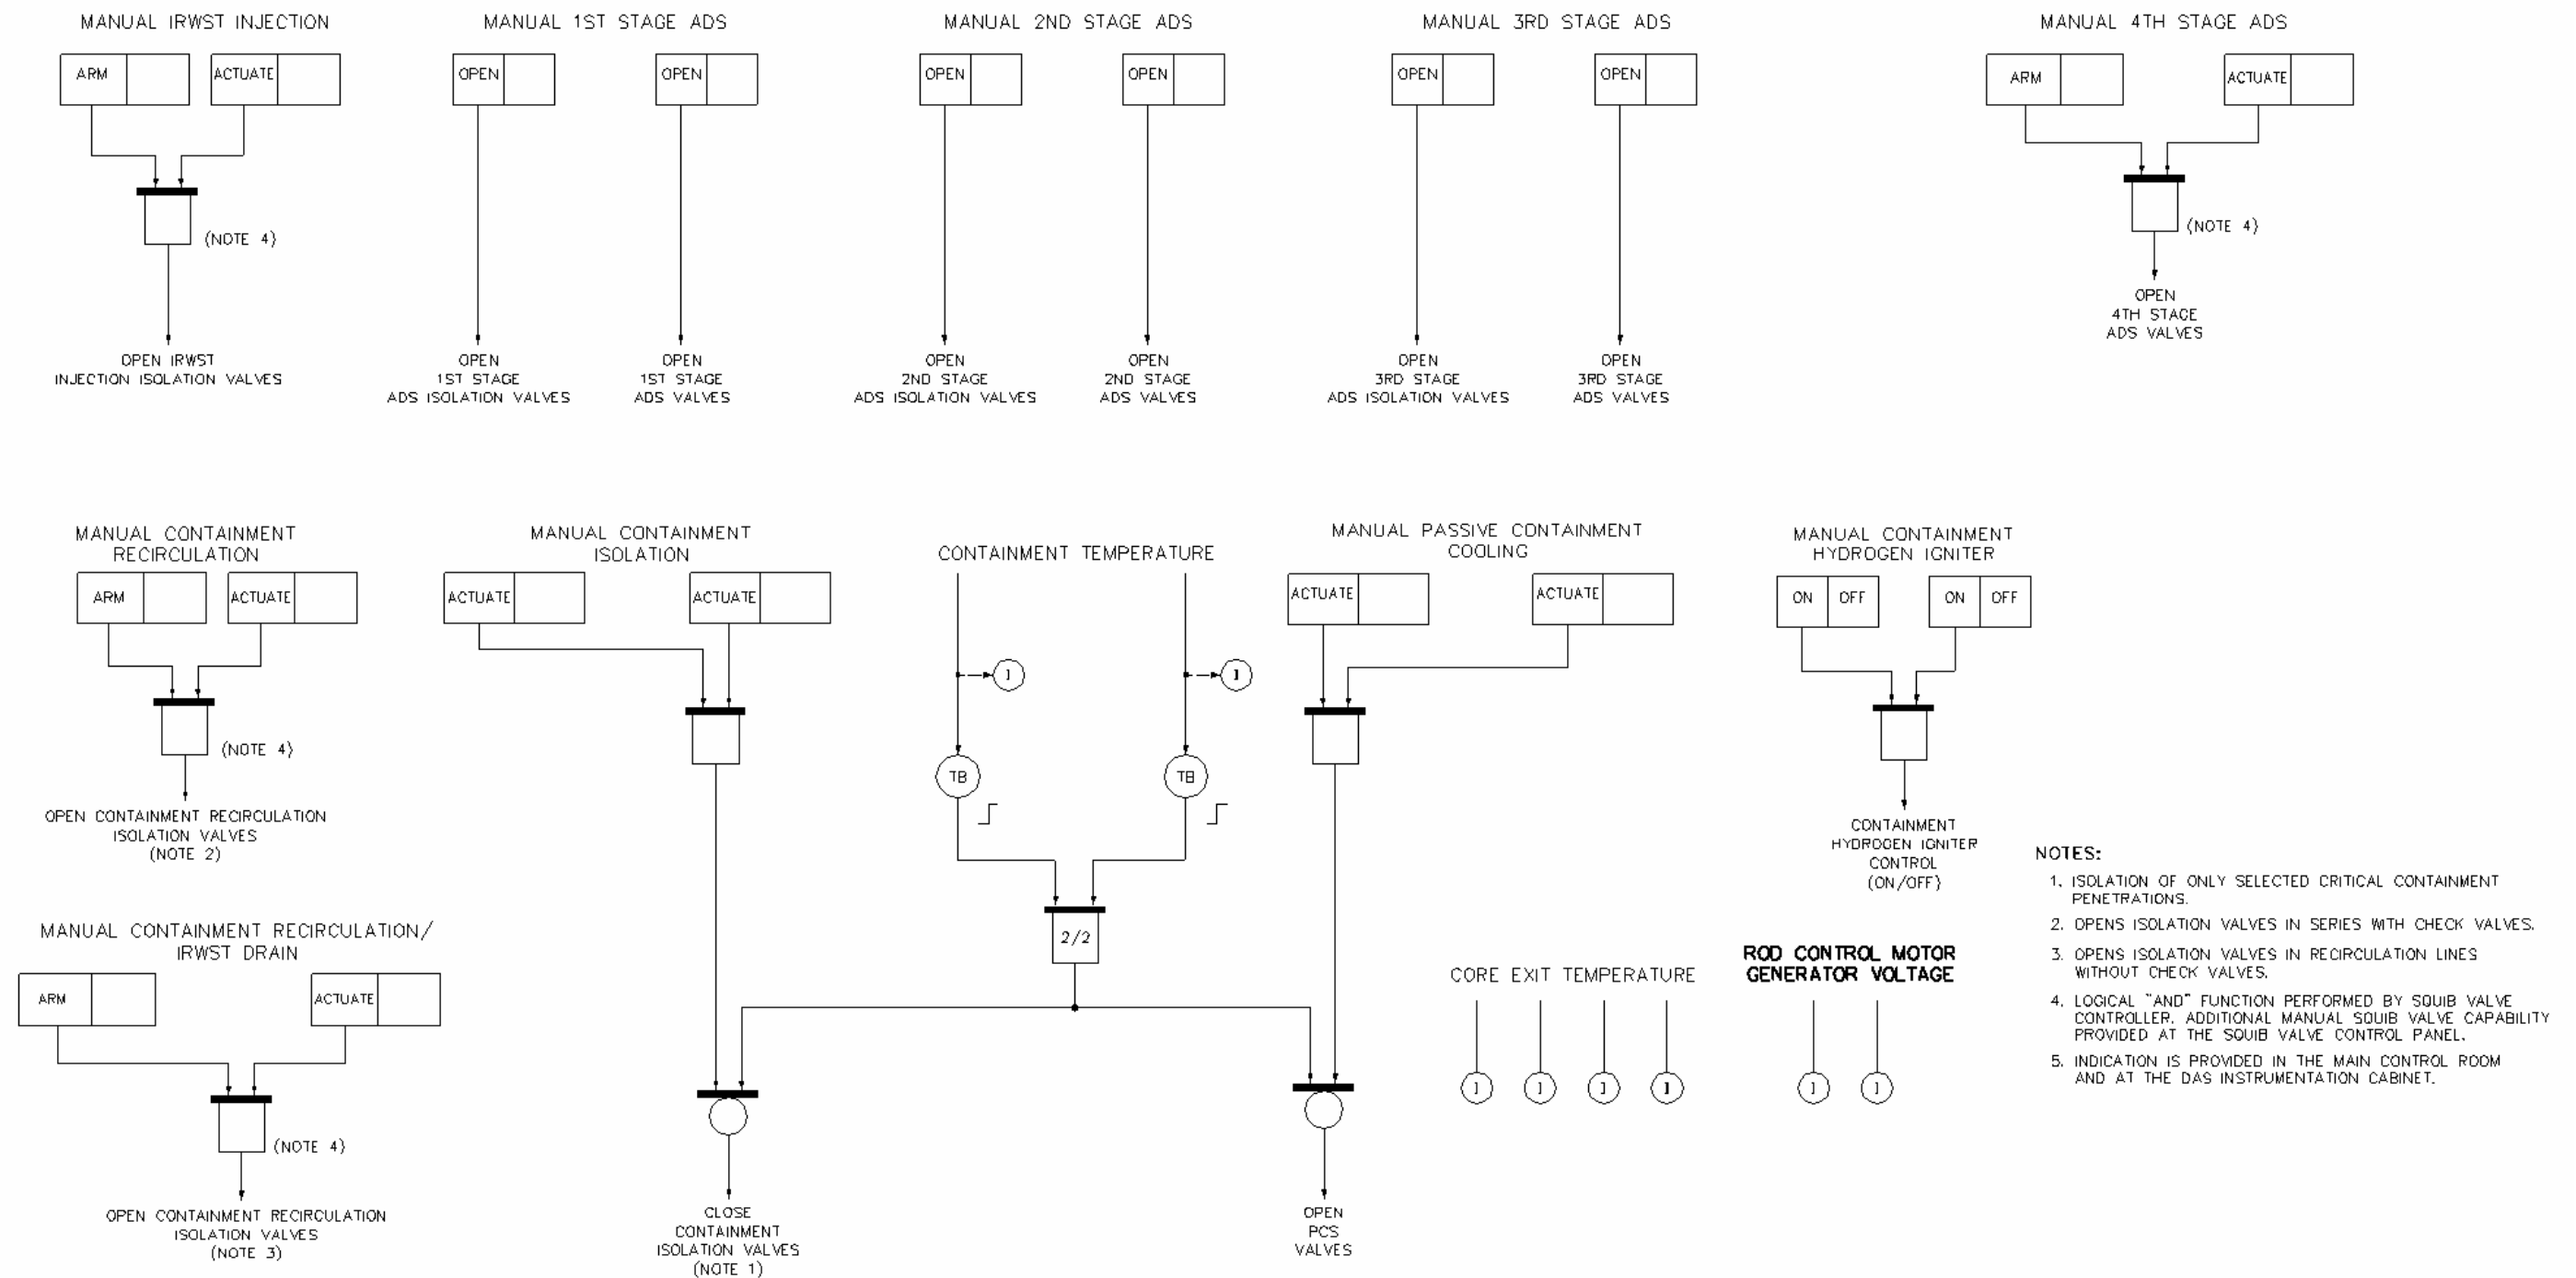 MANUAL IRWST INJECTION
ARM
ACTUATE
(NOTE 4)
OPEN IRWST
INJECTION ISOLATION VALVES
MANUAL 1ST STAGE ADS
OPEN
OPEN
OPEN
1ST STAGE
ADS ISOLATION VALVES
OPEN
1ST STAGE
ADS VALVES
MANUAL 2ND STAGE ADS
OPEN
OPEN
OPEN
2ND STAGE
ADS ISOLATION VALVES
OPEN
2ND STAGE
ADS VALVES
MANUAL 3RD STAGE ADS
OPEN
OPEN
OPEN
3RD STAGE
ADS ISOLATION VALVES
OPEN
3RD STAGE
ADS VALVES
MANUAL 4TH STAGE ADS
ARM
ACTUATE
(NOTE 4)
OPEN
4TH STAGE
ADS VALVES
MANUAL CONTAINMENT
RECIRCULATION
ARM
ACTUATE
(NOTE 4)
OPEN CONTAINMENT RECIRCULATION
ISOLATION VALVES
(NOTE 2)
MANUAL CONTAINMENT RECIRCULATION/
IRWST DRAIN
ARM
ACTUATE
(NOTE 4)
OPEN CONTAINMENT RECIRCULATION
ISOLATION VALVES
(NOTE 3)
MANUAL CONTAINMENT
ISOLATION
ACTUATE
ACTUATE
CLOSE
CONTAINMENT
ISOLATION VALVES
(NOTE 1)
CONTAINMENT TEMPERATURE
I
I
TB
TB
2/2
MANUAL PASSIVE CONTAINMENT
COOLING
ACTUATE
ACTUATE
OPEN
PCS
VALVES
MANUAL CONTAINMENT
HYDROGEN IGNITER
ON OFF
ON OFF
CONTAINMENT
HYDROGEN IGNITER
CONTROL
(ON/OFF)
CORE EXIT TEMPERATURE
I I I I
ROD CONTROL MOTOR
GENERATOR VOLTAGE
I I
NOTES:
1. ISOLATION OF ONLY SELECTED CRITICAL CONTAINMENT
PENETRATIONS.
2. OPENS ISOLATION VALVES IN SERIES WITH CHECK VALVES.
3. OPENS ISOLATION VALVES IN RECIRCULATION LINES
WITHOUT CHECK VALVES.
4. LOGICAL "AND" FUNCTION PERFORMED BY SQUIB VALVE
CONTROLLER. ADDITIONAL MANUAL SQUIB VALVE CAPABILITY
PROVIDED AT THE SQUIB VALVE CONTROL PANEL.
5. INDICATION IS PROVIDED IN THE MAIN CONTROL ROOM
AND AT THE DAS INSTRUMENTATION CABINET.